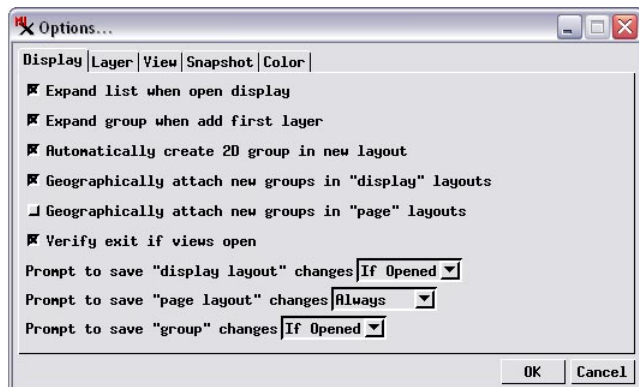 Options...
Display Layer View Snapshot Color
Expand list when open display
Expand group when add first layer
Automatically create 2D group in new layout
Geographically attach new groups in "display" layouts
Geographically attach new groups in "page" layouts
Verify exit if views open
Prompt to save "display layout" changes If Opened
Prompt to save "page layout" changes Always
Prompt to save "group" changes If Opened
OK Cancel